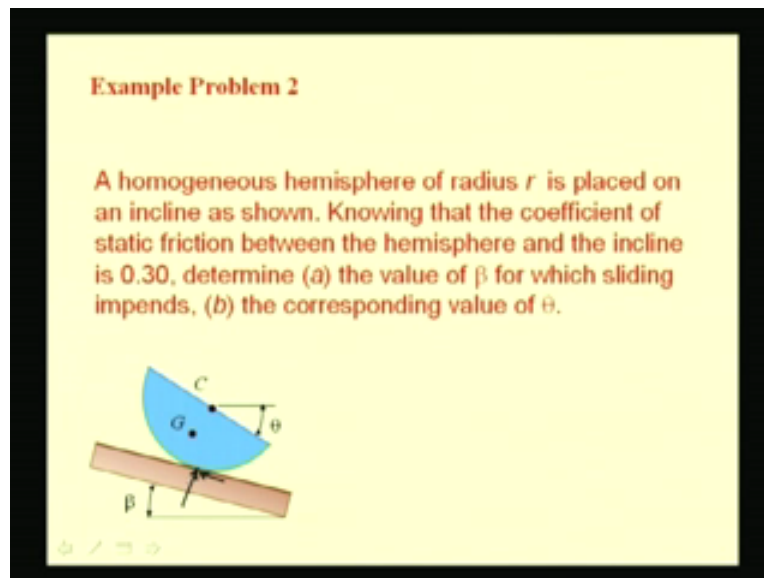 Example Problem 2
A homogeneous hemisphere of radius r is placed on
an incline as shown. Knowing that the coefficient of
static friction between the hemisphere and the incline
is 0.30, determine (a) the value of β for which sliding
impends, (b) the corresponding value of θ.
C
G
θ
β